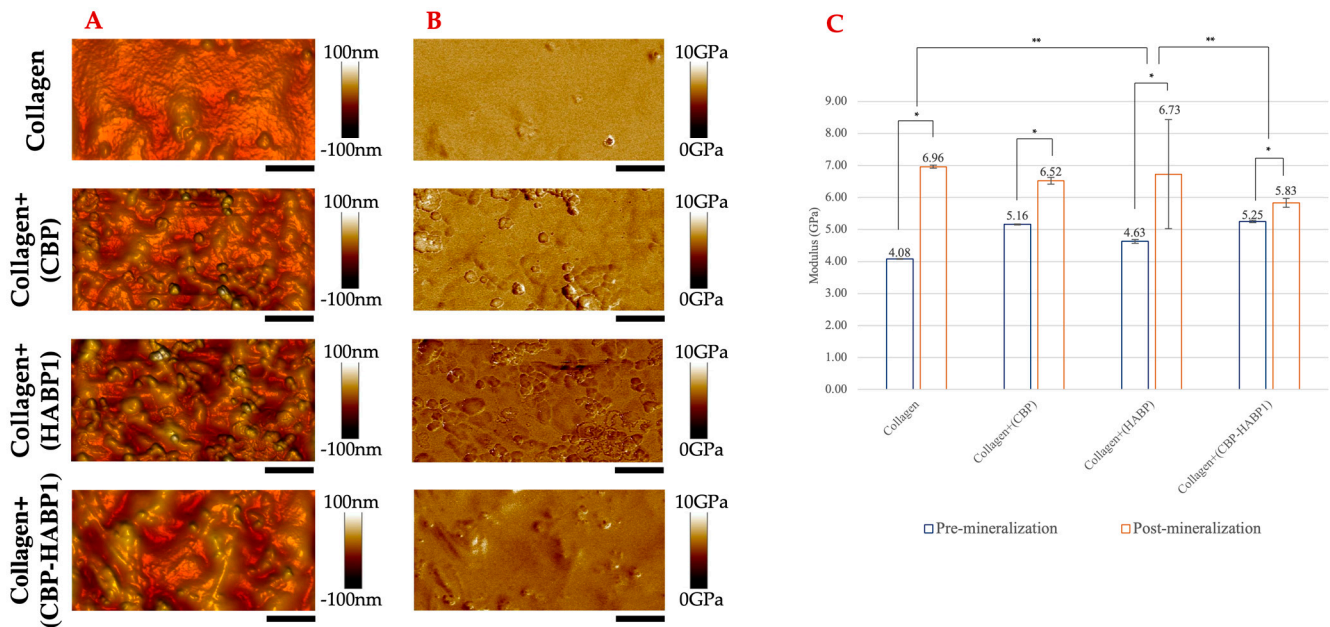 A
B
C
Collagen
100nm
-100nm
10GPa
0GPa
Collagen+
(CBP)
100nm
-100nm
10GPa
0GPa
Collagen+
(HABP1)
100nm
-100nm
10GPa
0GPa
Collagen+
(CBP-HABP1)
100nm
-100nm
10GPa
0GPa
**
**
*
*
*
*
Modulus (GPa)
9.00
8.00
7.00
6.00
5.00
4.00
3.00
2.00
1.00
0.00
4.08
6.96
5.16
6.52
4.63
6.73
5.25
5.83
Collagen
Collagen+(CBP)
Collagen+(HABP)
Collagen+(CBP-HABP1)
Pre-mineralization
Post-mineralization